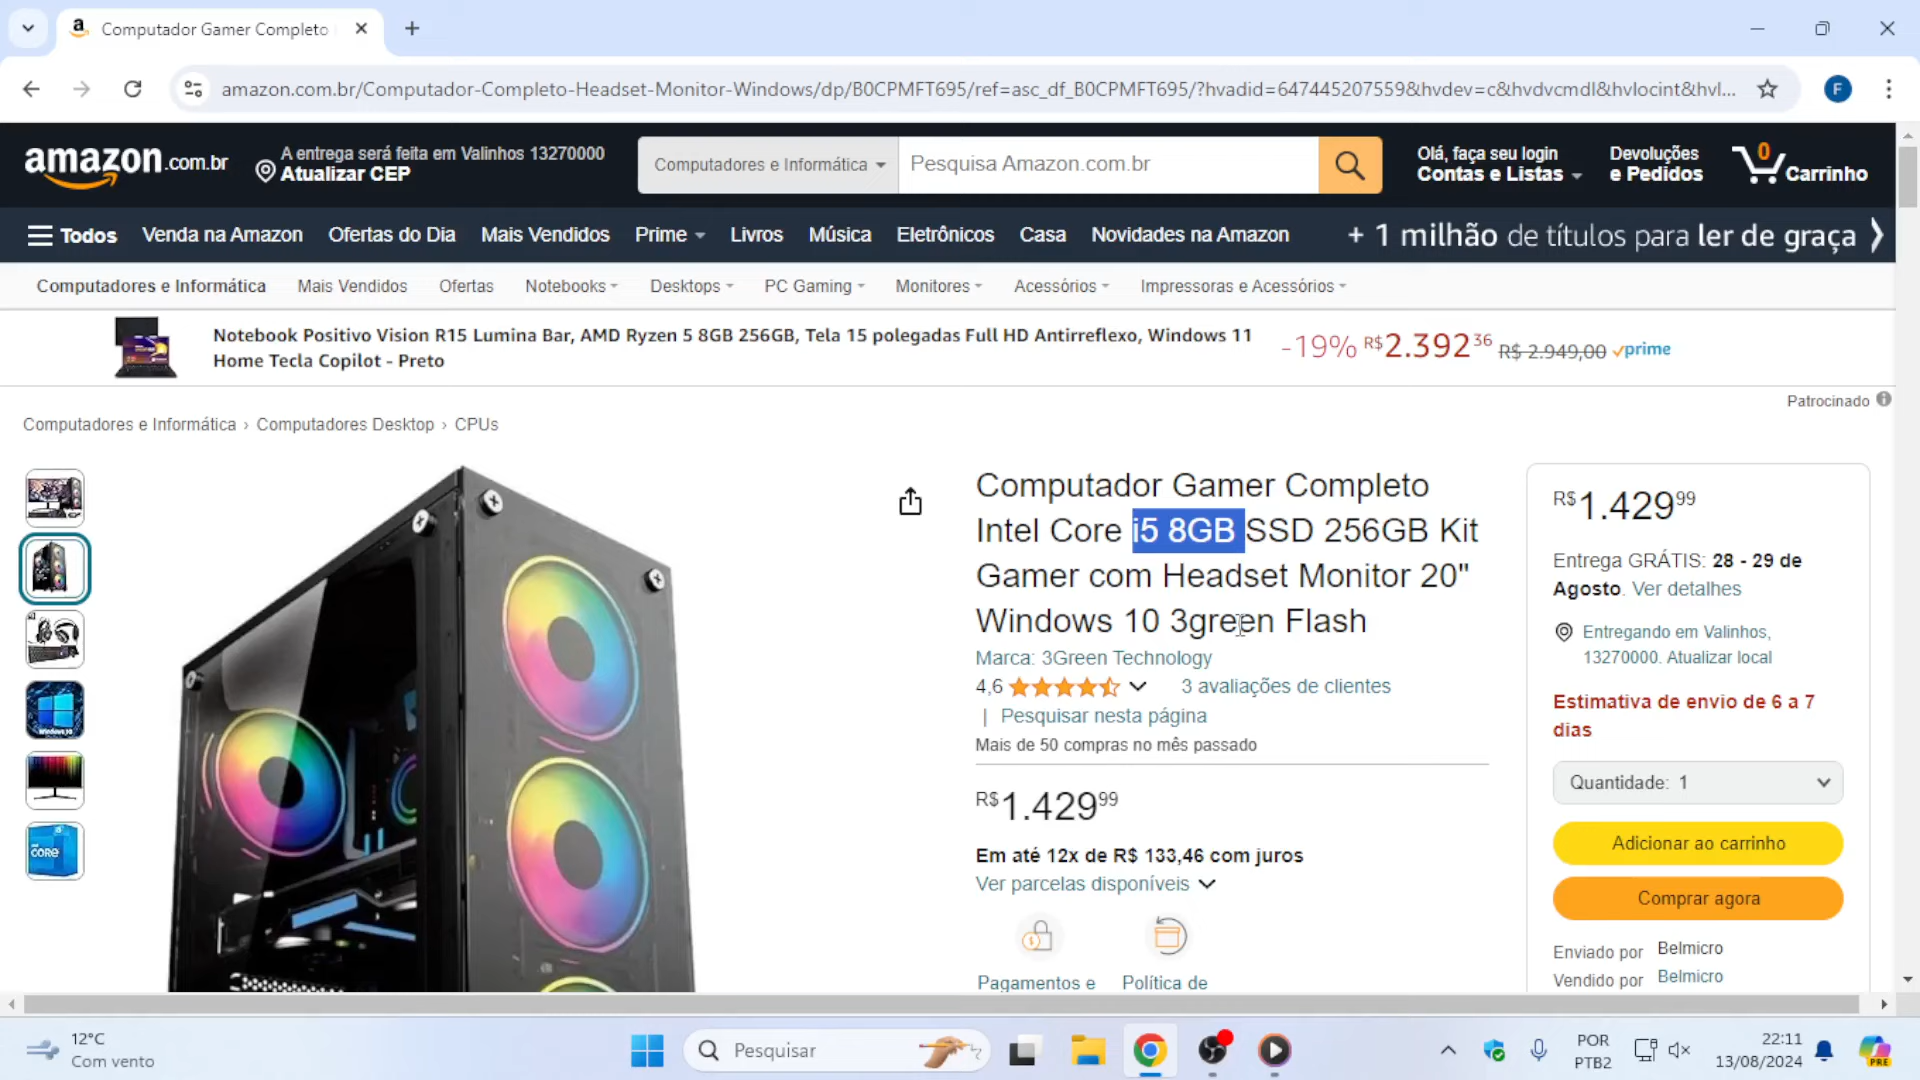 Computador Gamer Completo
amazon.com.br/Computador-Completo-Headset-Monitor-Windows/dp/B0CPMFT695/ref=asc_df_B0CPMFT695/?hvadid=647445207559&hvdev=c&hvdvcmdl&hvlocint&hvl...
F
amazon.com.br
A entrega será feita em Valinhos 13270000
Atualizar CEP
Computadores e Informática
Pesquisa Amazon.com.br
Olá, faça seu login
Contas e Listas
Devoluções
e Pedidos
0
Carrinho
Todos Venda na Amazon Ofertas do Dia Mais Vendidos Prime Livros Música Eletrônicos Casa Novidades na Amazon + 1 milhão de títulos para ler de graça
Computadores e Informática Mais Vendidos Ofertas Notebooks Desktops PC Gaming Monitores Acessórios Impressoras e Acessórios
Notebook Positivo Vision R15 Lumina Bar, AMD Ryzen 5 8GB 256GB, Tela 15 polegadas Full HD Antirreflexo, Windows 11
Home Tecla Copilot - Preto
-19% R$2.39236 R$ 2.949,00 prime
Patrocinado
Computadores e Informática › Computadores Desktop › CPUs
Computador Gamer Completo
Intel Core i5 8GB SSD 256GB Kit
Gamer com Headset Monitor 20"
Windows 10 3green Flash
Marca: 3Green Technology
4,6 3 avaliações de clientes
| Pesquisar nesta página
Mais de 50 compras no mês passado
R$1.42999
Em até 12x de R$ 133,46 com juros
Ver parcelas disponíveis
Pagamentos e
Política de
R$1.42999
Entrega GRÁTIS: 28 - 29 de
Agosto. Ver detalhes
Entregando em Valinhos,
13270000. Atualizar local
Estimativa de envio de 6 a 7
dias
Quantidade: 1
Adicionar ao carrinho
Comprar agora
Enviado por Belmicro
Vendido por Belmicro
Windows 10
CORE
i5
12°C
Com vento
Pesquisar
POR
PTB2
22:11
13/08/2024
PRE